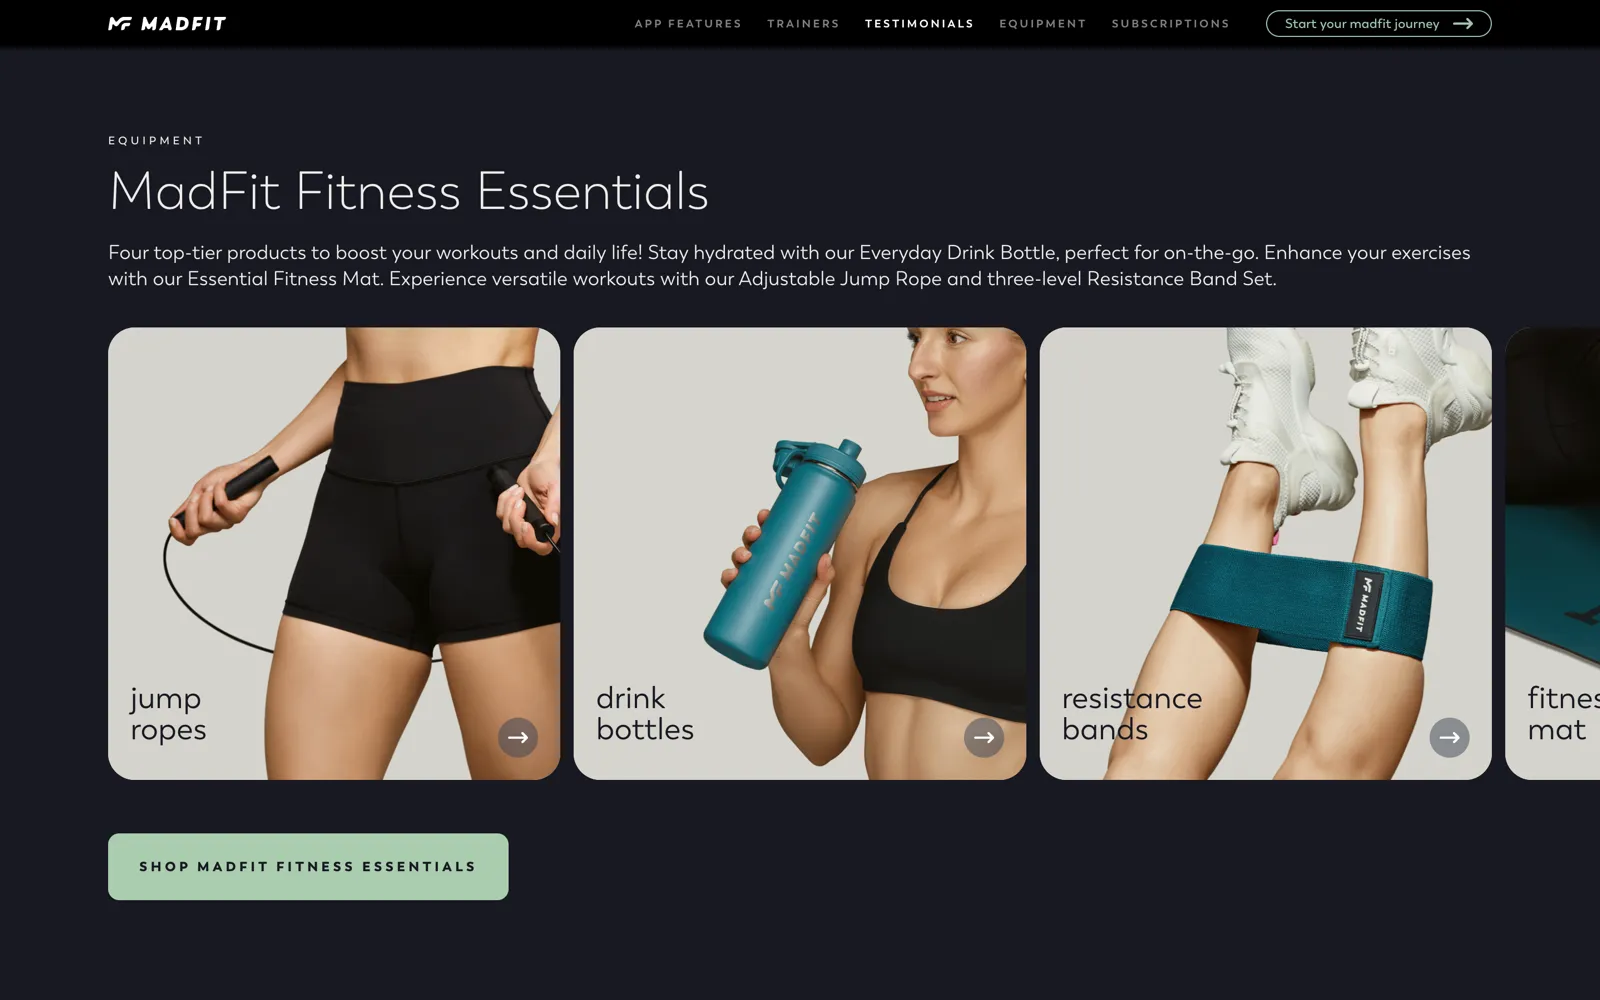 MADFIT
APP FEATURES
TRAINERS
TESTIMONIALS
EQUIPMENT
SUBSCRIPTIONS
Start your madfit journey
EQUIPMENT
MadFit Fitness Essentials
Four top-tier products to boost your workouts and daily life! Stay hydrated with our Everyday Drink Bottle, perfect for on-the-go. Enhance your exercises
with our Essential Fitness Mat. Experience versatile workouts with our Adjustable Jump Rope and three-level Resistance Band Set.
jump
ropes
MADFIT
drink
bottles
MADFIT
resistance
bands
fitnes
mat
SHOP MADFIT FITNESS ESSENTIALS